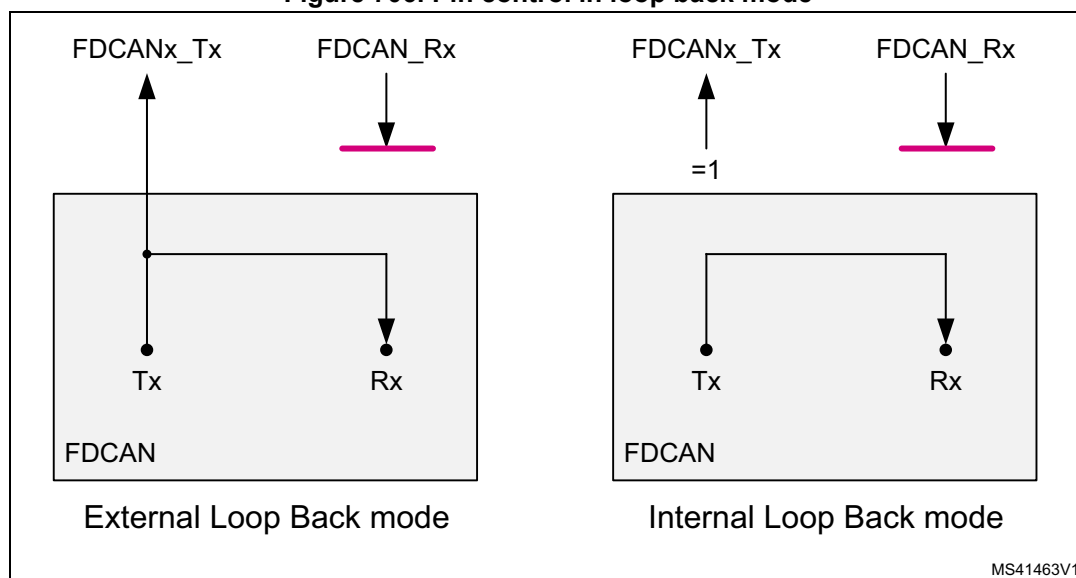 FDCANx_Tx FDCAN_Rx FDCANx_Tx FDCAN_Rx
=1
Tx Rx Tx Rx
FDCAN FDCAN
External Loop Back mode Internal Loop Back mode
MS41463V1